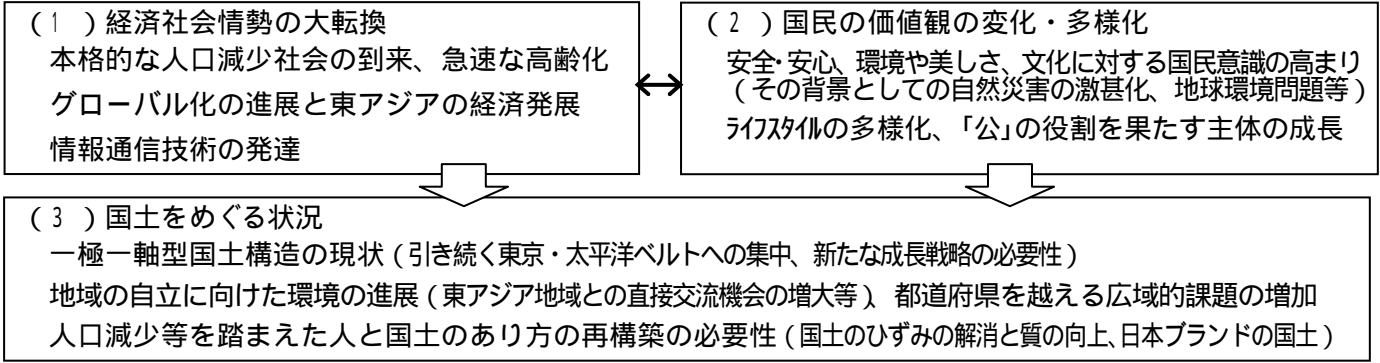 (1)経済社会情勢の大転換
本格的な人口減少社会の到来、急速な高齢化
グローバル化の進展と東アジアの経済発展
情報通信技術の発達
(2)国民の価値観の変化・多様化
安全・安心、環境や美しさ、文化に対する国民意識の高まり
(その背景としての自然災害の激甚化、地球環境問題等)
ライフスタイルの多様化、「公」の役割を果たす主体の成長
(3)国土をめぐる状況
一極一軸型国土構造の現状(引き続く東京・太平洋ベルトへの集中、新たな成長戦略の必要性)
地域の自立に向けた環境の進展(東アジア地域との直接交流機会の増大等)、都道府県を越える広域的課題の増加
人口減少等を踏まえた人と国土のあり方の再構築の必要性(国土のひずみの解消と質の向上、日本ブランドの国土)